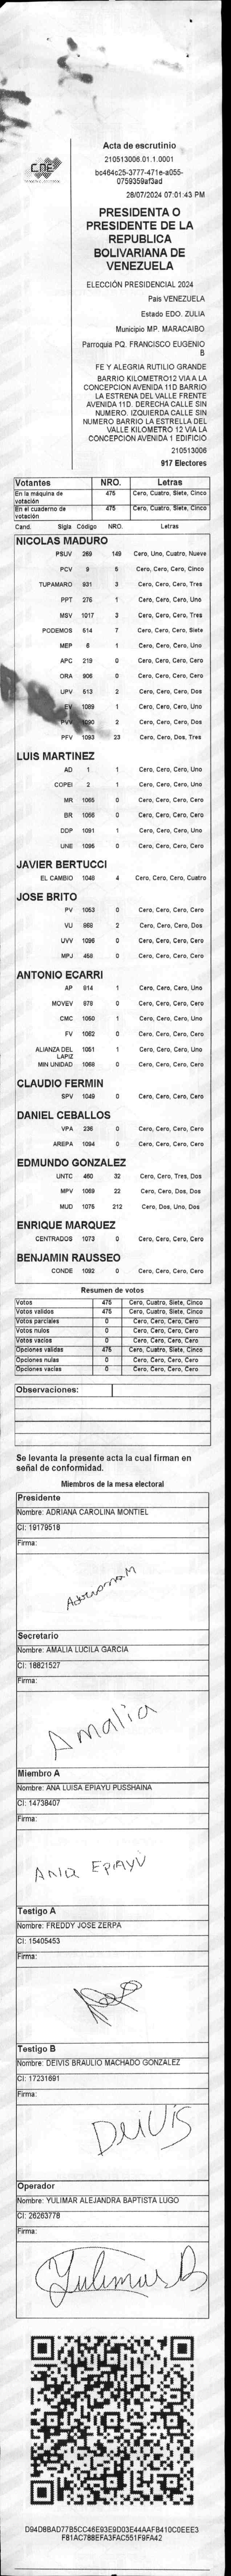 CNE
Acta de escrutinio
210513006.01.1.0001
bc464c25-3777-471e-a055-
0759359af3ad
28/07/2024 07:01:43 PM
PRESIDENTA O
PRESIDENTE DE LA
REPUBLICA
BOLIVARIANA DE
VENEZUELA
ELECCIÓN PRESIDENCIAL 2024
País VENEZUELA
Estado EDO. ZULIA
Municipio MP. MARACAIBO
Parroquia PQ. FRANCISCO EUGENIO
B
FE Y ALEGRIA RUTILIO GRANDE
BARRIO KILOMETRO12 VIA A LA
CONCEPCION AVENIDA 11D BARRIO
LA ESTRENA DEL VALLE FRENTE
AVENIDA 11D. DERECHA CALLE SIN
NUMERO. IZQUIERDA CALLE SIN
NUMERO BARRIO LA ESTRELLA DEL
VALLE KILOMETRO 12 VIA LA
CONCEPCION AVENIDA 1 EDIFICIO
210513006
917 Electores
Votantes NRO. Letras
En la máquina de votación 475 Cero, Cuatro, Siete, Cinco
En el cuaderno de votación 475 Cero, Cuatro, Siete, Cinco
Cand. Sigla Código NRO. Letras
NICOLAS MADURO
PSUV 269 149 Cero, Uno, Cuatro, Nueve
PCV 9 5 Cero, Cero, Cero, Cinco
TUPAMARO 931 3 Cero, Cero, Cero, Tres
PPT 276 1 Cero, Cero, Cero, Uno
MSV 1017 3 Cero, Cero, Cero, Tres
PODEMOS 614 7 Cero, Cero, Cero, Siete
MEP 6 1 Cero, Cero, Cero, Uno
APC 219 0 Cero, Cero, Cero, Cero
ORA 906 0 Cero, Cero, Cero, Cero
UPV 513 2 Cero, Cero, Cero, Dos
EV 1089 1 Cero, Cero, Cero, Uno
PVV 1090 2 Cero, Cero, Cero, Dos
PFV 1093 23 Cero, Cero, Dos, Tres
LUIS MARTINEZ
AD 1 1 Cero, Cero, Cero, Uno
COPEI 2 1 Cero, Cero, Cero, Uno
MR 1065 0 Cero, Cero, Cero, Cero
BR 1066 0 Cero, Cero, Cero, Cero
DDP 1091 1 Cero, Cero, Cero, Uno
UNE 1095 0 Cero, Cero, Cero, Cero
JAVIER BERTUCCI
EL CAMBIO 1048 4 Cero, Cero, Cero, Cuatro
JOSE BRITO
PV 1053 0 Cero, Cero, Cero, Cero
VU 868 2 Cero, Cero, Cero, Dos
UVV 1096 0 Cero, Cero, Cero, Cero
MPJ 458 0 Cero, Cero, Cero, Cero
ANTONIO ECARRI
AP 814 1 Cero, Cero, Cero, Uno
MOVEV 878 0 Cero, Cero, Cero, Cero
CMC 1050 1 Cero, Cero, Cero, Uno
FV 1062 0 Cero, Cero, Cero, Cero
ALIANZA DEL LAPIZ 1051 1 Cero, Cero, Cero, Uno
MIN UNIDAD 1068 0 Cero, Cero, Cero, Cero
CLAUDIO FERMIN
SPV 1049 0 Cero, Cero, Cero, Cero
DANIEL CEBALLOS
VPA 236 0 Cero, Cero, Cero, Cero
AREPA 1094 0 Cero, Cero, Cero, Cero
EDMUNDO GONZALEZ
UNTC 460 32 Cero, Cero, Tres, Dos
MPV 1069 22 Cero, Cero, Dos, Dos
MUD 1075 212 Cero, Dos, Uno, Dos
ENRIQUE MARQUEZ
CENTRADOS 1073 0 Cero, Cero, Cero, Cero
BENJAMIN RAUSSEO
CONDE 1092 0 Cero, Cero, Cero, Cero
Resumen de votos
Votos 475 Cero, Cuatro, Siete, Cinco
Votos validos 475 Cero, Cuatro, Siete, Cinco
Votos parciales 0 Cero, Cero, Cero, Cero
Votos nulos 0 Cero, Cero, Cero, Cero
Votos vacios 0 Cero, Cero, Cero, Cero
Opciones validas 475 Cero, Cuatro, Siete, Cinco
Opciones nulas 0 Cero, Cero, Cero, Cero
Opciones vacias 0 Cero, Cero, Cero, Cero
Observaciones:
Se levanta la presente acta la cual firman en
señal de conformidad.
Miembros de la mesa electoral
Presidente
Nombre: ADRIANA CAROLINA MONTIEL
CI: 19179518
Firma:
Adriana M
Secretario
Nombre: AMALIA LUCILA GARCIA
CI: 18821527
Firma:
Amalia
Miembro A
Nombre: ANA LUISA EPIAYU PUSSHAINA
CI: 14738407
Firma:
ANA EPIAYU
Testigo A
Nombre: FREDDY JOSE ZERPA
CI: 15405453
Firma:
Testigo B
Nombre: DEIVIS BRAULIO MACHADO GONZALEZ
CI: 17231691
Firma:
DeiVis
Operador
Nombre: YULIMAR ALEJANDRA BAPTISTA LUGO
CI: 26263778
Firma:
Yulimar B
D94D8BAD77B5CC46E93E9D03E44AAFB410C0EEE3
F81AC788EFA3FAC551F9FA42